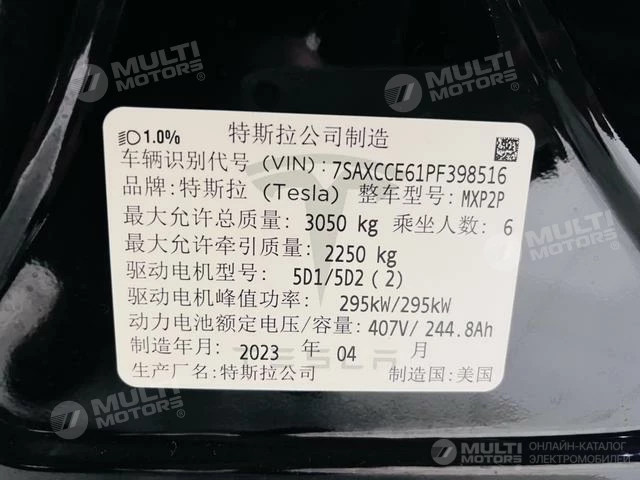 MULTI MOTORS®
MULTI MOTORS®
1.0% 特斯拉公司制造
车辆识别代号 (VIN): 7SAXCCE61PF398516
品牌: 特斯拉 (Tesla) 整车型号: MXP2P
最大允许总质量: 3050 kg 乘坐人数: 6
最大允许牵引质量: 2250 kg
驱动电机型号: 5D1/5D2 (2)
驱动电机峰值功率: 295kW/295kW
动力电池额定电压/容量: 407V/244.8Ah
制造年月: 2023 年 04 月
TESLA
生产厂名: 特斯拉公司 制造国: 美国
MULTI MOTORS®
MULTI MOTORS®
MULTI MOTORS
ОНЛАЙН-КАТАЛОГ
ЭЛЕКТРОМОБИЛЕЙ